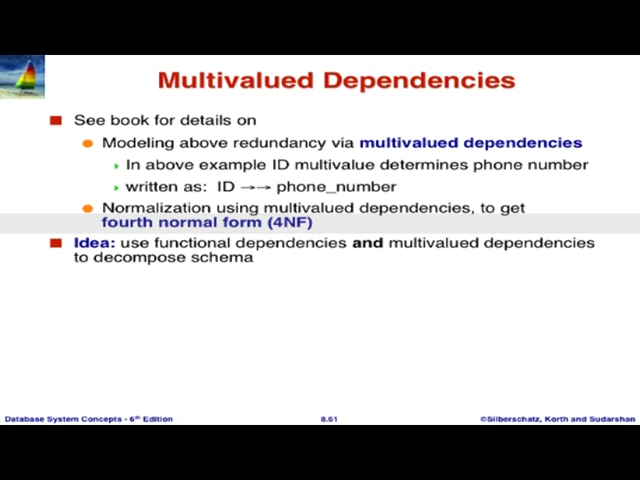 Multivalued Dependencies
See book for details on
Modeling above redundancy via multivalued dependencies
In above example ID multivalue determines phone number
written as: ID →→ phone_number
Normalization using multivalued dependencies, to get
fourth normal form (4NF)
Idea: use functional dependencies and multivalued dependencies
to decompose schema
Database System Concepts - 6th Edition
8.61
©Silberschatz, Korth and Sudarshan